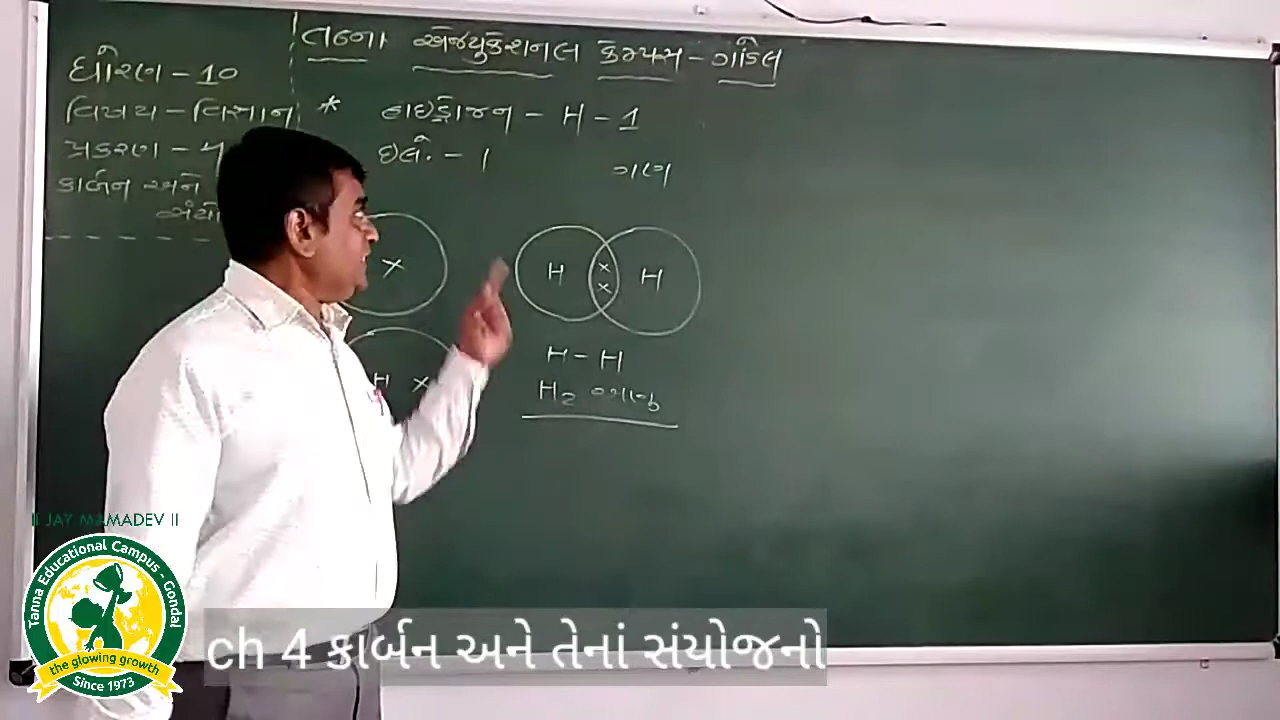 તન્ના એજ્યુકેશનલ કેમ્પસ - ગોંડલ
ધોરણ - 10
વિષય - વિજ્ઞાન
પ્રકરણ - 4
કાર્બન અને
* હાઇડ્રોજન - H - 1
ઇલે. - 1
X
H X
H x x H
H - H
H2 અણુ
II JAY MAMADEV II
Tanna Educational Campus - Gondal
the glowing growth
Since 1973
ch 4 કાર્બન અને તેનાં સંયોજનો